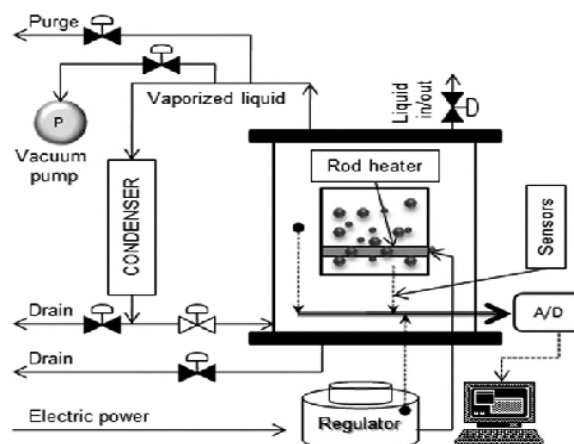 Purge
Vaporized liquid
P
Vacuum
pump
CONDENSER
Liquid
in/out
D
Rod heater
Sensors
Drain
A/D
Drain
Electric power
Regulator